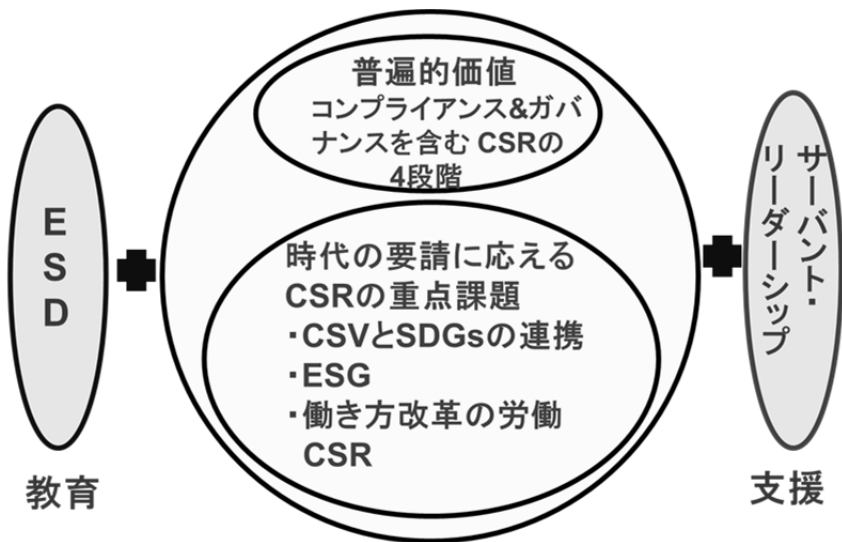 ESD
教育
普遍的価値
コンプライアンス&ガバ
ナンスを含む CSRの
4段階
時代の要請に応える
CSRの重点課題
・CSVとSDGsの連携
・ESG
・働き方改革の労働
CSR
サーバント・
リーダーシップ
支援